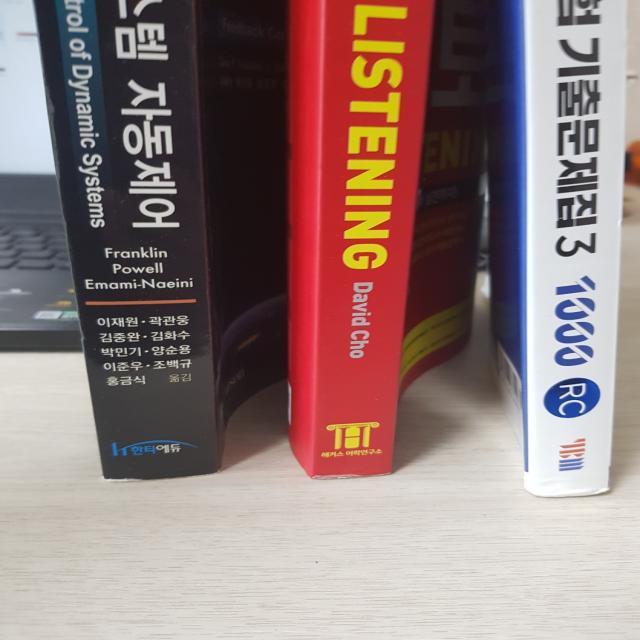 스템 자동제어
trol of Dynamic Systems
Franklin
Powell
Emami-Naeini
이재원·곽관웅
김중완·김화수
박민기·양순용
이준우·조백규
홍금식 옮김
한티에듀
LISTENING
David Cho
해커스 어학연구소
험 기출문제집 3
1000
RC
YBM
Feedback
ENI